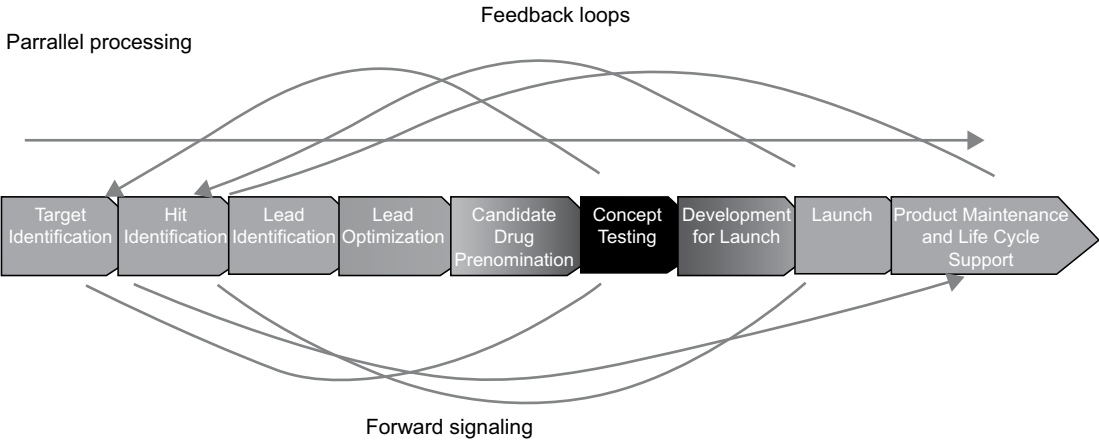 Feedback loops
Parrallel processing
Target
Identification
Hit
Identification
Lead
Identification
Lead
Optimization
Candidate
Drug
Prenomination
Concept
Testing
Development
for Launch
Launch
Product Maintenance
and Life Cycle
Support
Forward signaling